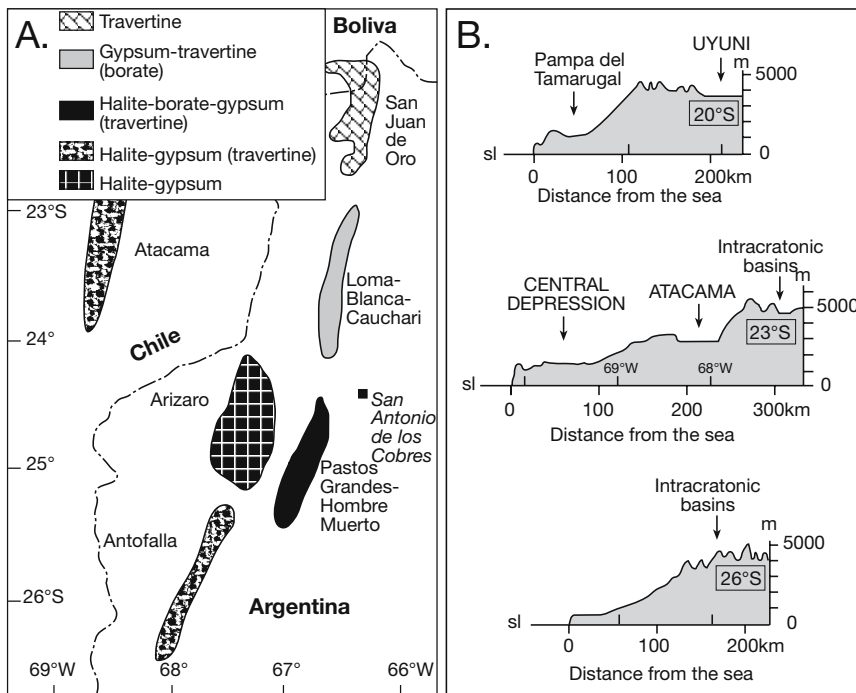 A.
Travertine
Gypsum-travertine
(borate)
Halite-borate-gypsum
(travertine)
Halite-gypsum (travertine)
Halite-gypsum
Boliva
San
Juan
de
Oro
23°S
Atacama
Loma-
Blanca-
Cauchari
24°
Chile
Arizaro
San
Antonio
de los
Cobres
25°
Pastos
Grandes-
Hombre
Muerto
Antofalla
26°S
Argentina
69°W
68°
67°
66°W
B.
Pampa del
Tamarugal
UYUNI
m
5000
20°S
sl
0
0
100
200km
Distance from the sea
Intracratonic
basins
m
CENTRAL
DEPRESSION
ATACAMA
5000
23°S
69°W
68°W
sl
0
0
100
200
300km
Distance from the sea
Intracratonic
basins
m
5000
26°S
sl
0
0
100
200km
Distance from the sea